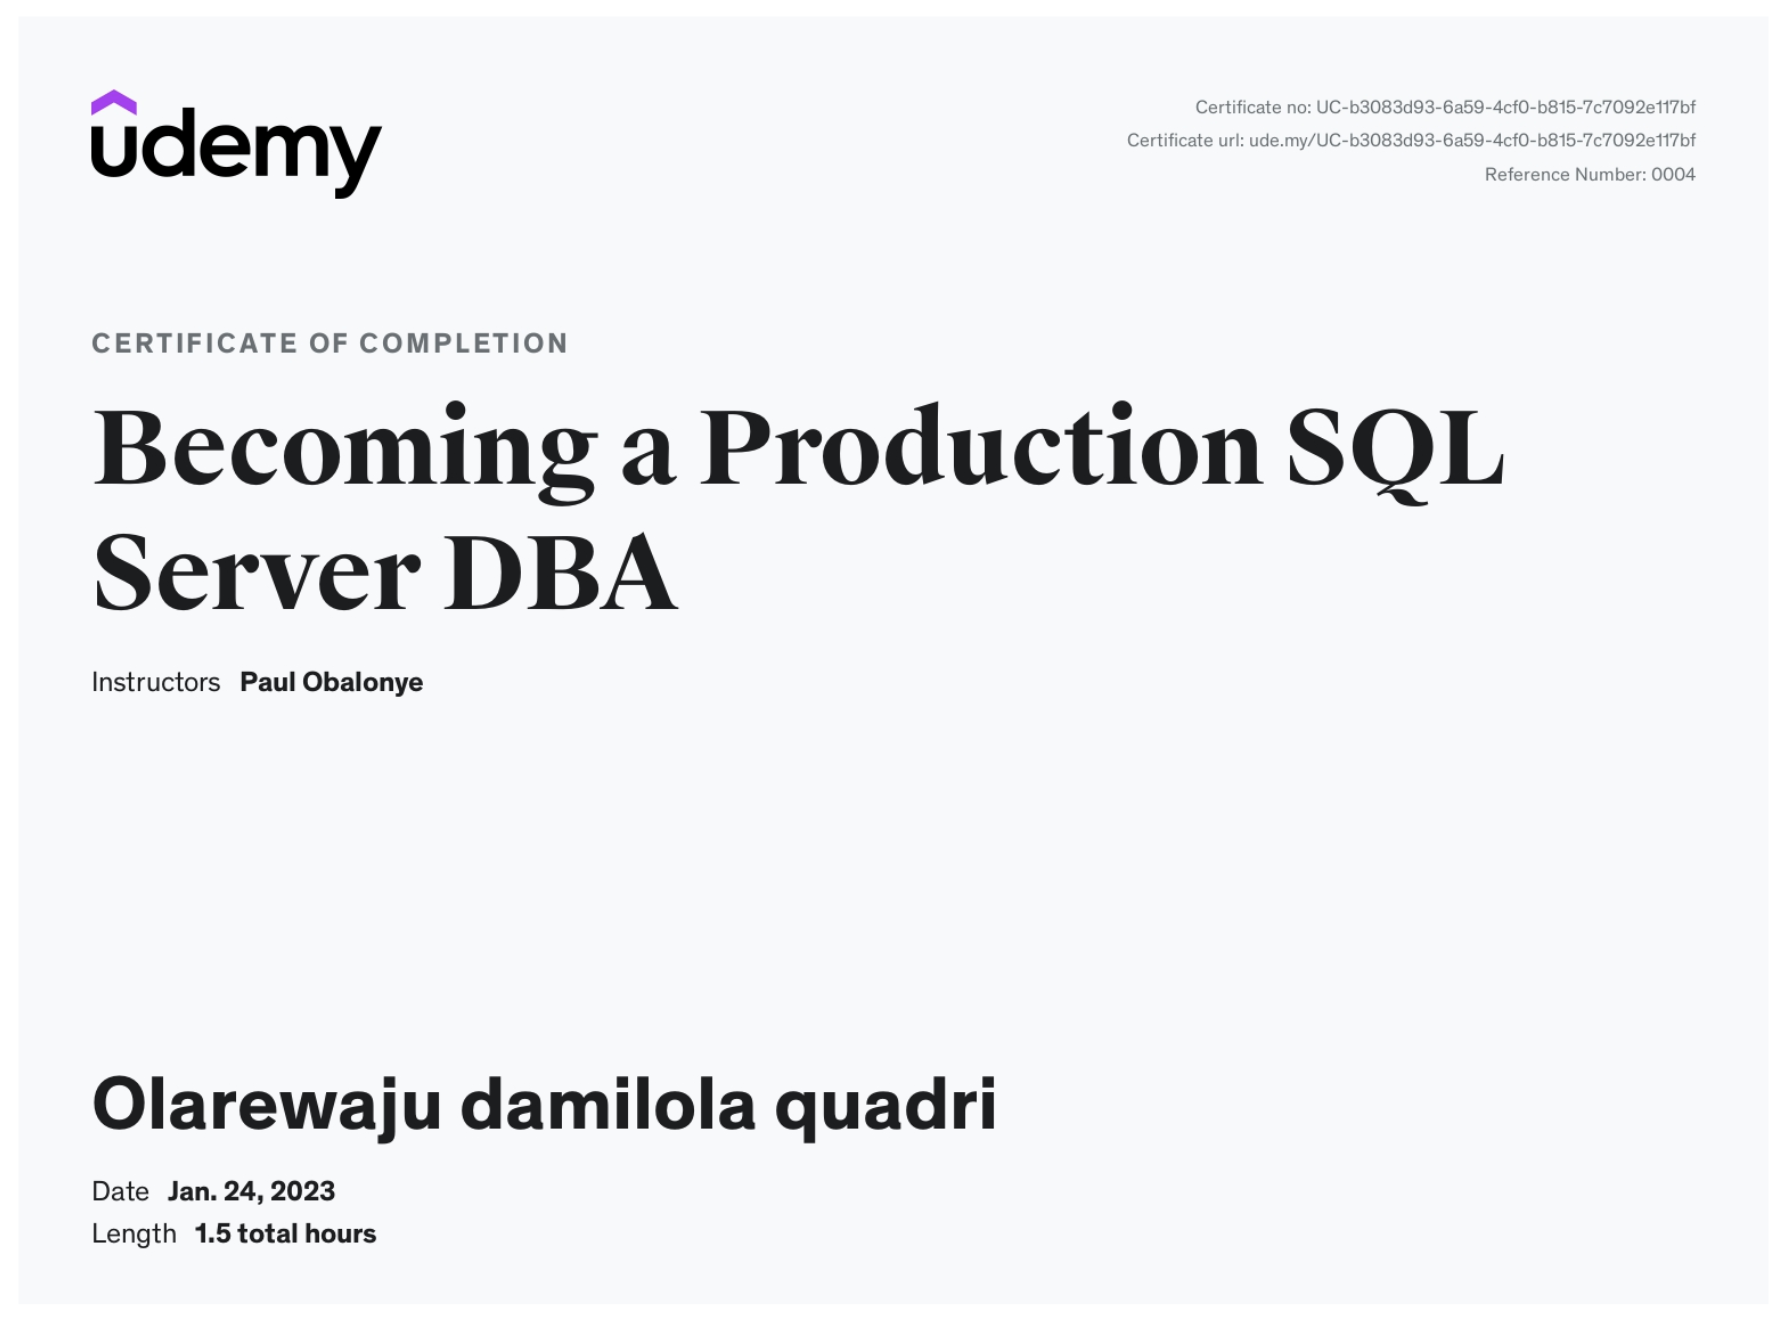 udemy
Certificate no: UC-b3083d93-6a59-4cf0-b815-7c7092e117bf
Certificate url: ude.my/UC-b3083d93-6a59-4cf0-b815-7c7092e117bf
Reference Number: 0004
CERTIFICATE OF COMPLETION
Becoming a Production SQL
Server DBA
Instructors Paul Obalonye
Olarewaju damilola quadri
Date Jan. 24, 2023
Length 1.5 total hours